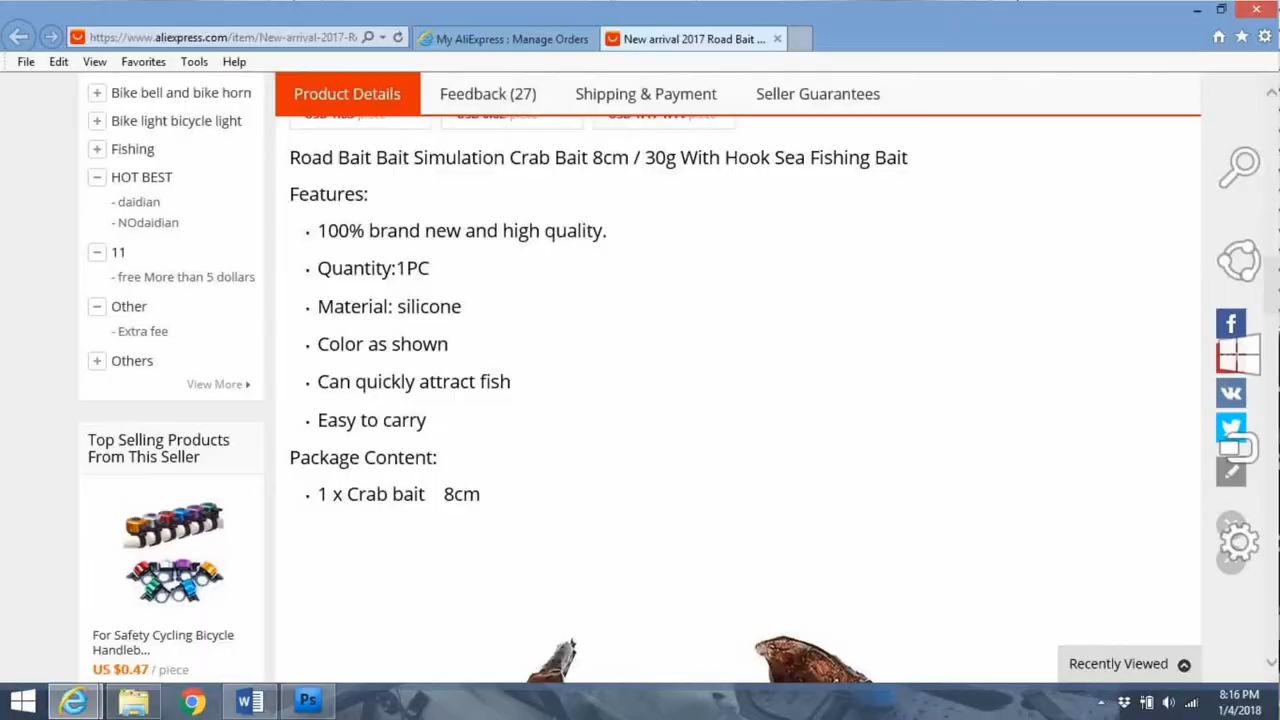 https://www.aliexpress.com/item/New-arrival-2017-R
My AliExpress : Manage Orders
New arrival 2017 Road Bait ...
File Edit View Favorites Tools Help
Bike bell and bike horn
Bike light bicycle light
Fishing
HOT BEST
- daidian
- NOdaidian
11
- free More than 5 dollars
Other
- Extra fee
Others
View More
Top Selling Products
From This Seller
For Safety Cycling Bicycle
Handleb...
US $0.47 / piece
Product Details Feedback (27) Shipping & Payment Seller Guarantees
Road Bait Bait Simulation Crab Bait 8cm / 30g With Hook Sea Fishing Bait
Features:
· 100% brand new and high quality.
· Quantity:1PC
· Material: silicone
· Color as shown
· Can quickly attract fish
· Easy to carry
Package Content:
· 1 x Crab bait 8cm
Recently Viewed
Ps
8:16 PM
1/4/2018